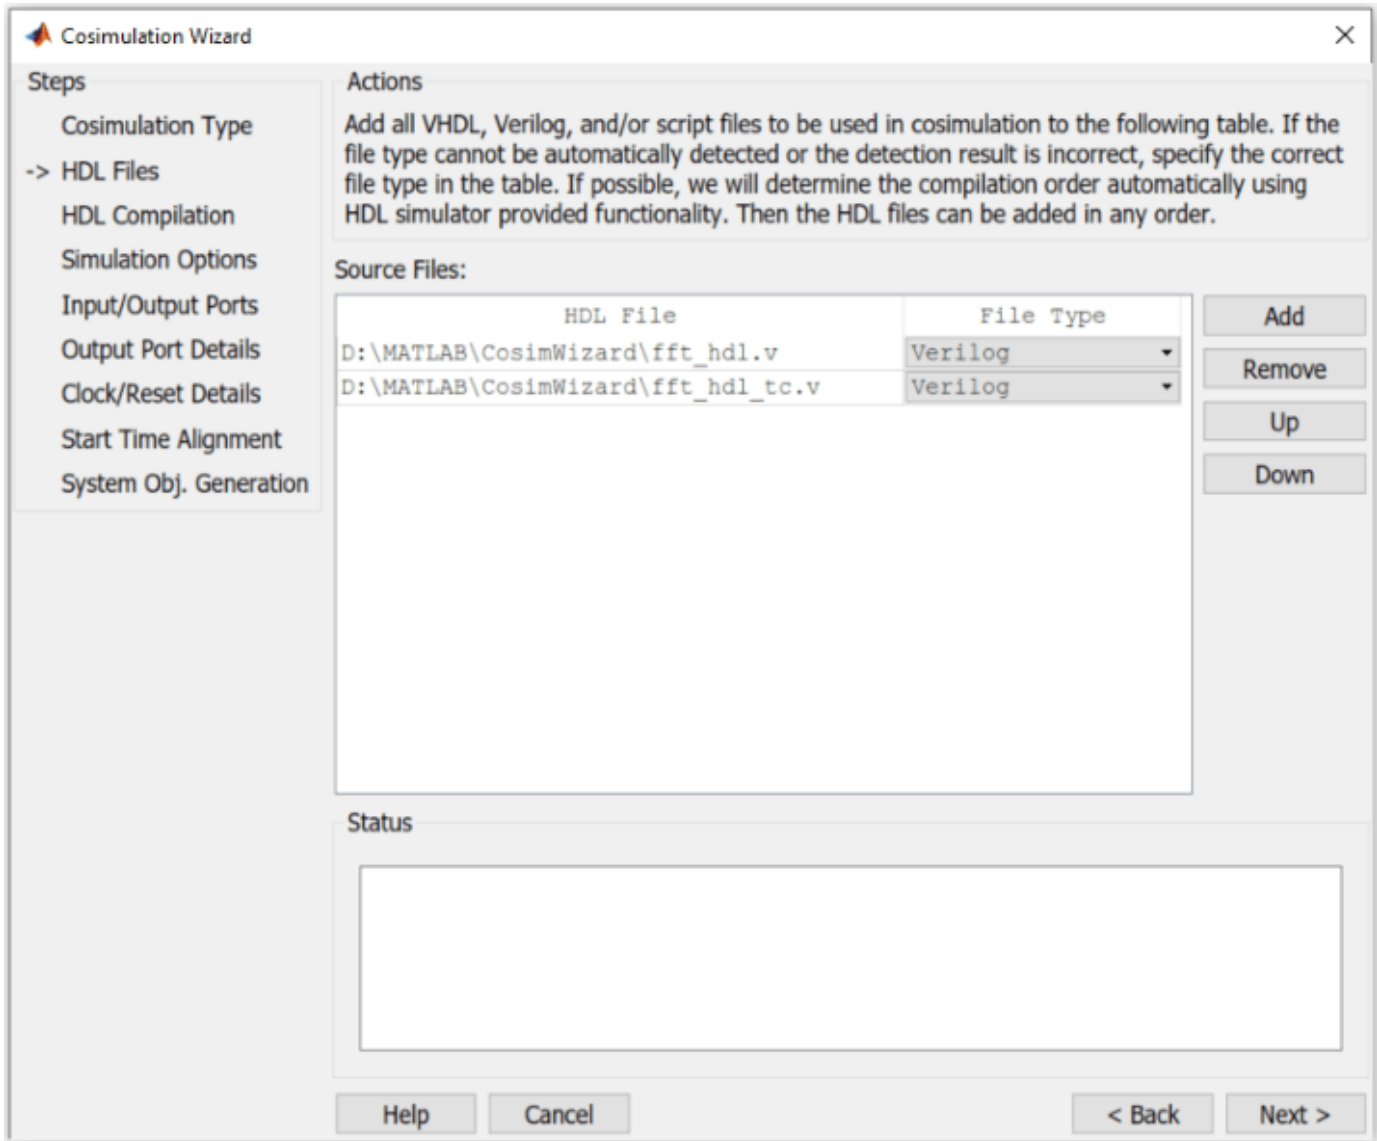 Cosimulation Wizard
Steps
Cosimulation Type
-> HDL Files
HDL Compilation
Simulation Options
Input/Output Ports
Output Port Details
Clock/Reset Details
Start Time Alignment
System Obj. Generation
Actions
Add all VHDL, Verilog, and/or script files to be used in cosimulation to the following table. If the
file type cannot be automatically detected or the detection result is incorrect, specify the correct
file type in the table. If possible, we will determine the compilation order automatically using
HDL simulator provided functionality. Then the HDL files can be added in any order.
Source Files:
HDL File File Type
D:\MATLAB\CosimWizard\fft_hdl.v Verilog
D:\MATLAB\CosimWizard\fft_hdl_tc.v Verilog
Add
Remove
Up
Down
Status
Help Cancel < Back Next >